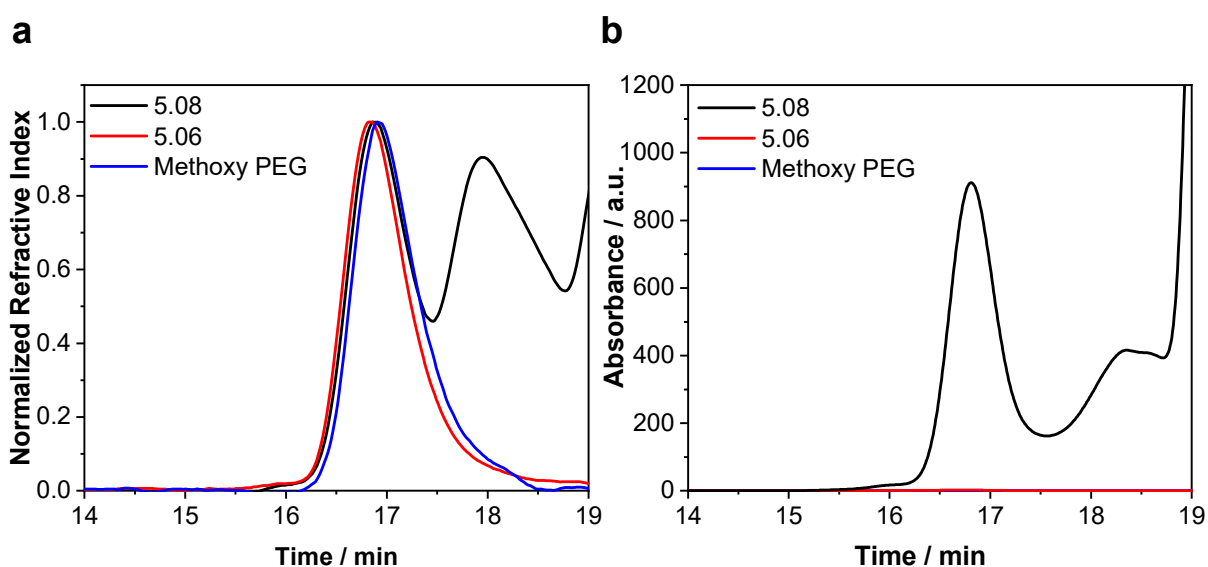 a
5.08
5.06
Methoxy PEG
Normalized Refractive Index
1.0
0.8
0.6
0.4
0.2
0.0
14 15 16 17 18 19
Time / min
b
5.08
5.06
Methoxy PEG
Absorbance / a.u.
1200
1000
800
600
400
200
0
14 15 16 17 18 19
Time / min